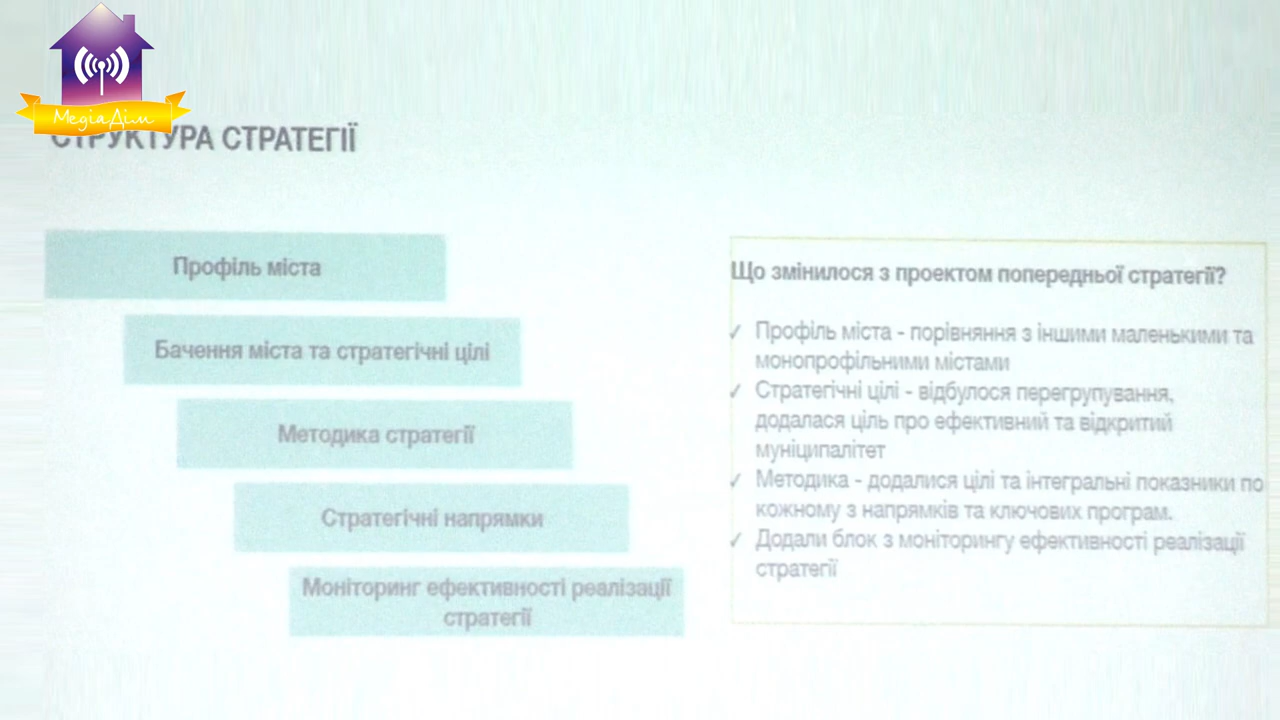 МедіаДім
СТРУКТУРА СТРАТЕГІЇ
Профіль міста
Бачення міста та стратегічні цілі
Методика стратегії
Стратегічні напрямки
Моніторинг ефективності реалізації
стратегії
Що змінилося з проектом попередньої стратегії?
✓ Профіль міста - порівняння з іншими маленькими та
монопрофільними містами
✓ Стратегічні цілі - відбулося перегрупування,
додалася ціль про ефективний та відкритий
муніципалітет
✓ Методика - додалися цілі та інтегральні показники по
кожному з напрямків та ключових програм.
✓ Додали блок з моніторингу ефективності реалізації
стратегії